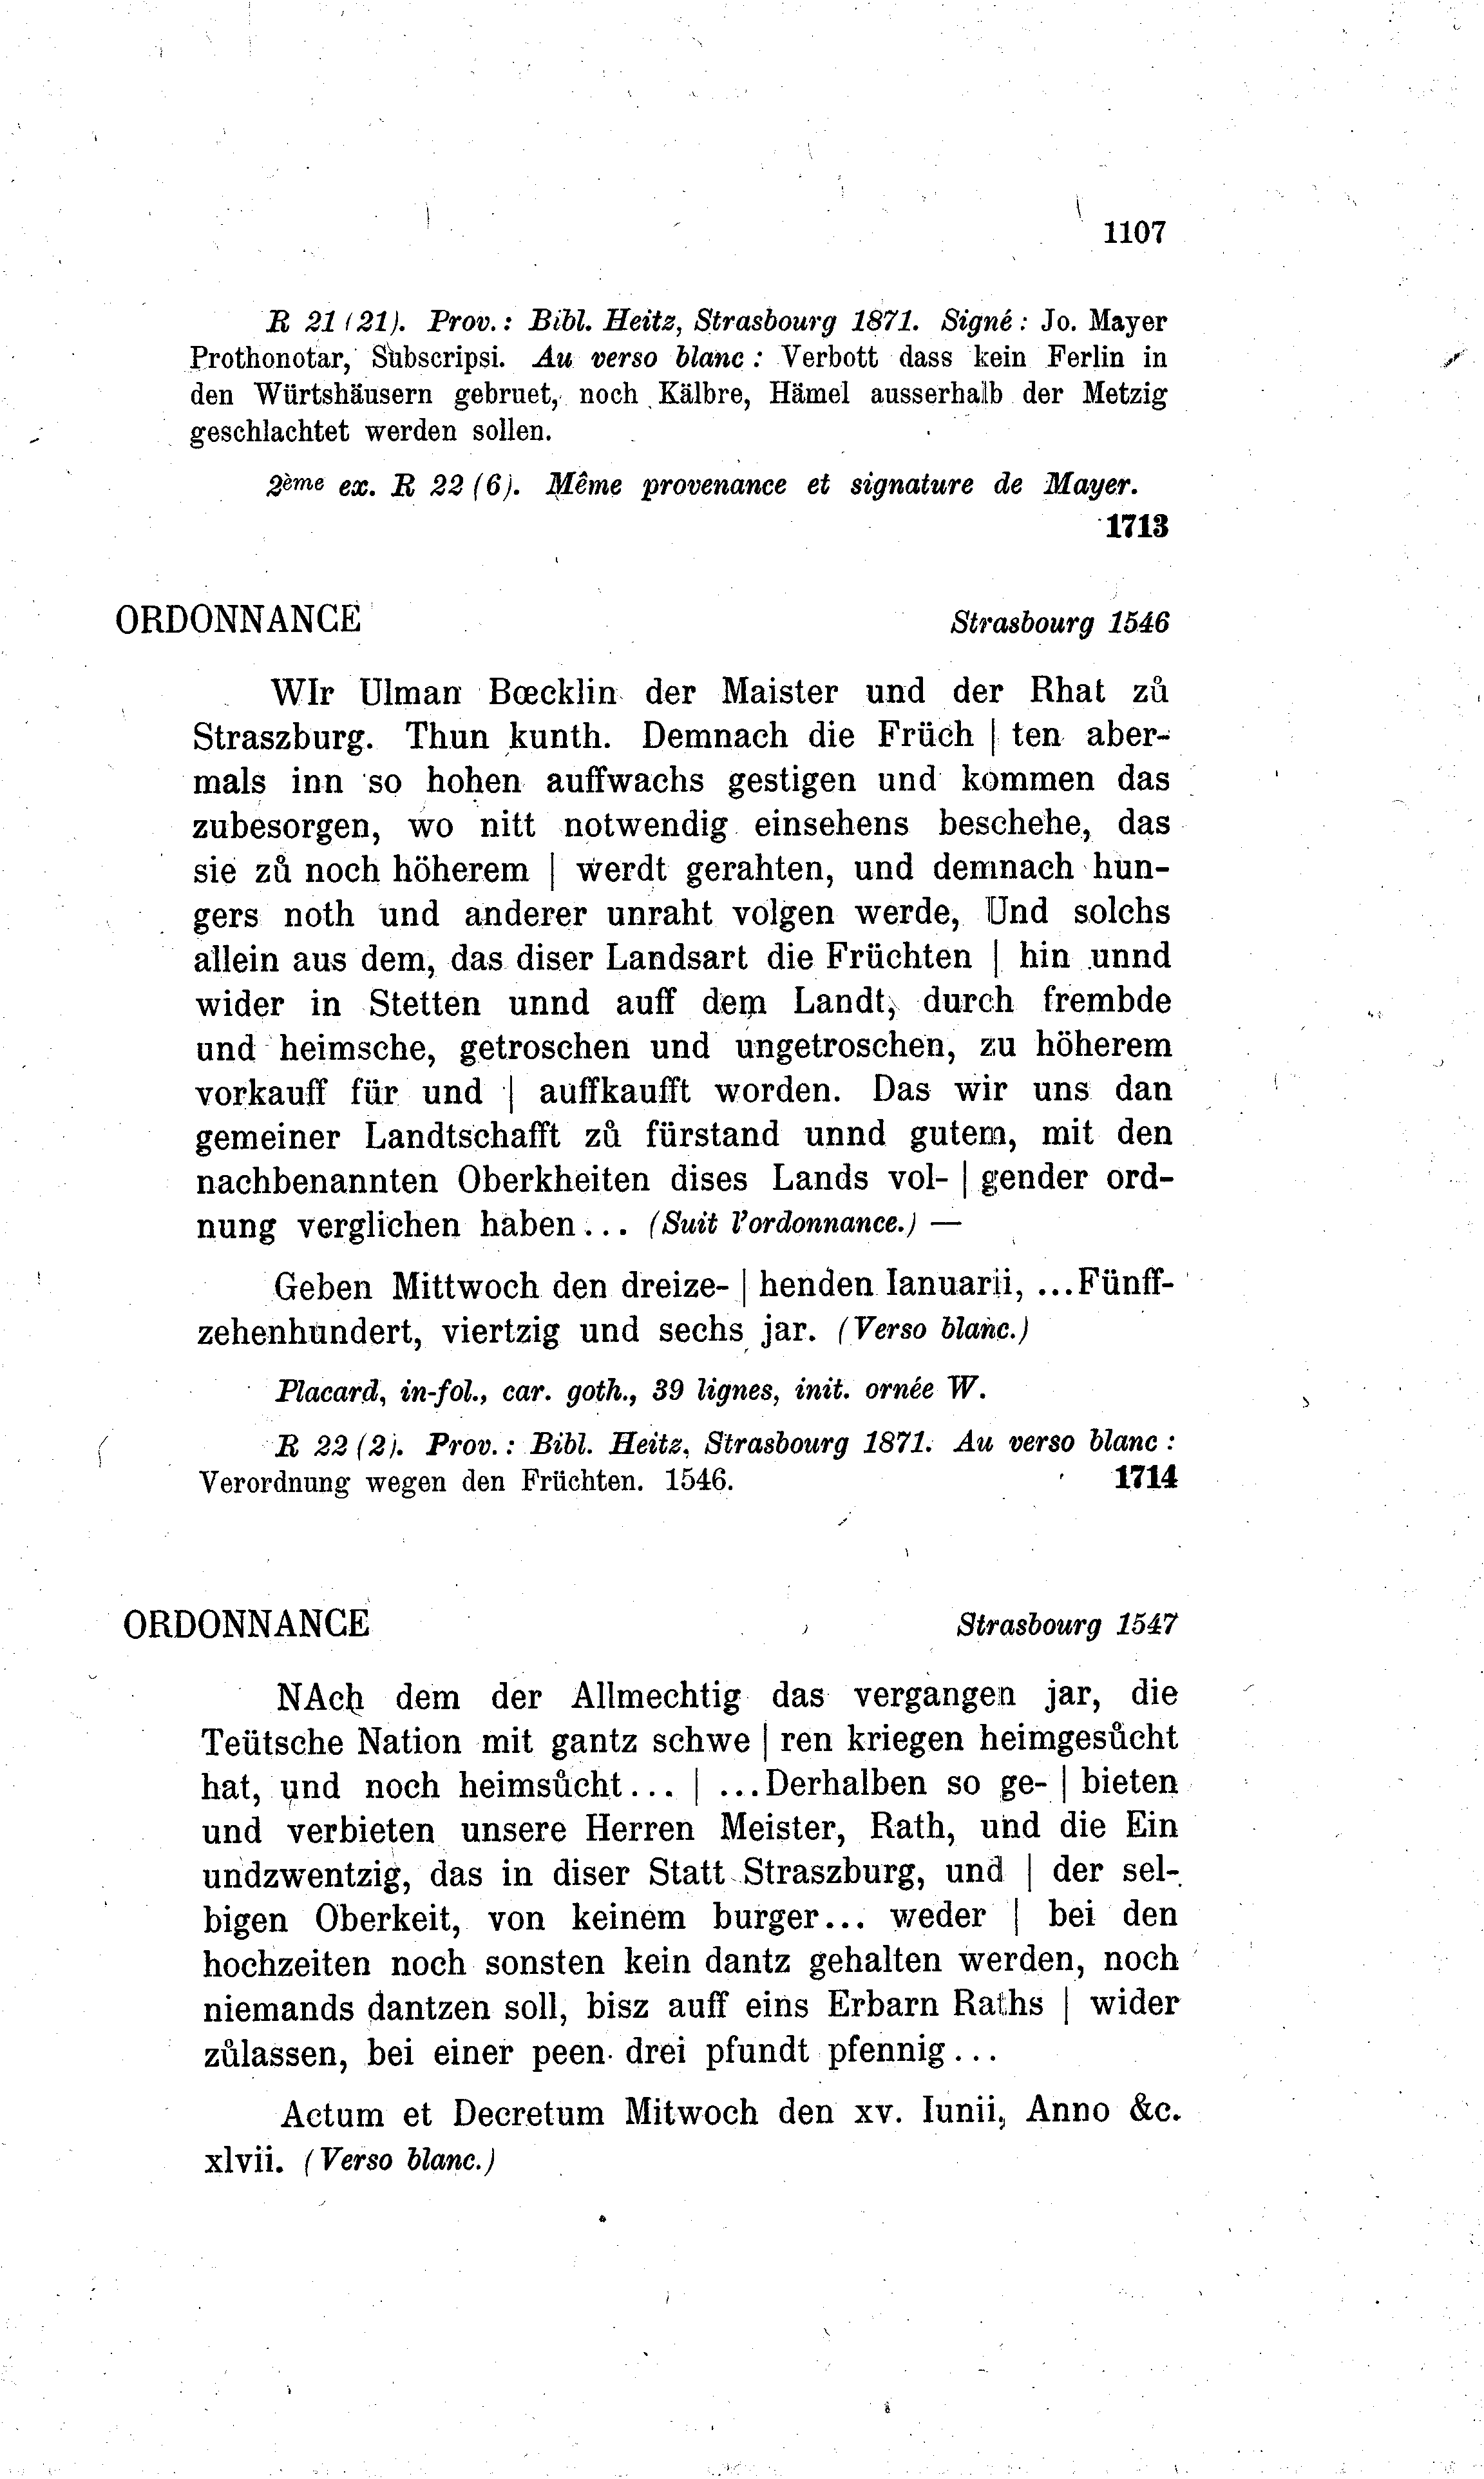 1107
R 21 (21). Prov.: Bibl. Heitz, Strasbourg 1871. Signé: Jo. Mayer
Prothonotar, Subscripsi. Au verso blanc: Verbott dass kein Ferlin in
den Würtshäusern gebruet, noch Kälbre, Hämel ausserhalb der Metzig
geschlachtet werden sollen.
2ème ex. R 22 (6). Même provenance et signature de Mayer.
1713
ORDONNANCE Strasbourg 1546
WIr Ulman Bœcklin der Maister und der Rhat zů
Straszburg. Thun kunth. Demnach die Früch | ten aber-
mals inn so hohen auffwachs gestigen und kommen das
zubesorgen, wo nitt notwendig einsehens beschehe, das
sie zů noch höherem | werdt gerahten, und demnach hun-
gers noth und anderer unraht volgen werde, Und solchs
allein aus dem, das diser Landsart die Früchten | hin unnd
wider in Stetten unnd auff dem Landt, durch frembde
und heimsche, getroschen und ungetroschen, zu höherem
vorkauff für und | auffkaufft worden. Das wir uns dan
gemeiner Landtschafft zů fürstand unnd gutem, mit den
nachbenannten Oberkheiten dises Lands vol- | gender ord-
nung verglichen haben... (Suit l'ordonnance.) —
Geben Mittwoch den dreize- | henden Ianuarii, ...Fünff-
zehenhundert, viertzig und sechs jar. (Verso blanc.)
Placard, in-fol., car. goth., 39 lignes, init. ornée W.
R 22 (2). Prov.: Bibl. Heitz, Strasbourg 1871. Au verso blanc:
Verordnung wegen den Früchten. 1546. 1714
ORDONNANCE Strasbourg 1547
NAch dem der Allmechtig das vergangen jar, die
Teütsche Nation mit gantz schwe | ren kriegen heimgesůcht
hat, und noch heimsůcht... | ...Derhalben so ge- | bieten
und verbieten unsere Herren Meister, Rath, und die Ein
undzwentzig, das in diser Statt Straszburg, und | der sel-
bigen Oberkeit, von keinem burger... weder | bei den
hochzeiten noch sonsten kein dantz gehalten werden, noch
niemands dantzen soll, bisz auff eins Erbarn Raths | wider
zůlassen, bei einer peen drei pfundt pfennig...
Actum et Decretum Mitwoch den xv. Iunii, Anno &c.
xlvii. (Verso blanc.)